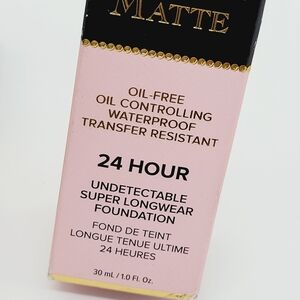 MATTE
OIL-FREE
OIL CONTROLLING
WATERPROOF
TRANSFER RESISTANT
24 HOUR
UNDETECTABLE
SUPER LONGWEAR
FOUNDATION
FOND DE TEINT
LONGUE TENUE ULTIME
24 HEURES
30 ml / 1.0 Fl. Oz.